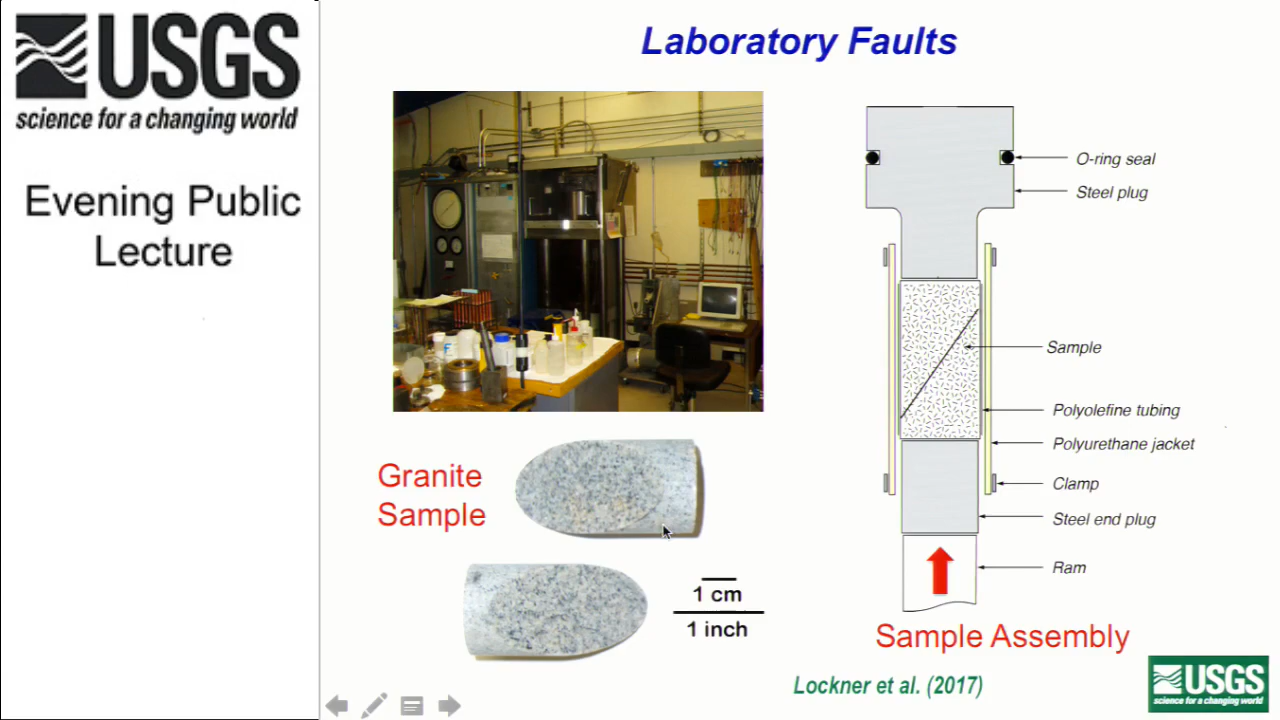 USGS
science for a changing world
Evening Public
Lecture
Laboratory Faults
O-ring seal
Steel plug
Sample
Polyolefine tubing
Polyurethane jacket
Clamp
Steel end plug
Ram
Granite
Sample
1 cm
1 inch
Sample Assembly
Lockner et al. (2017)
USGS
science for a changing world